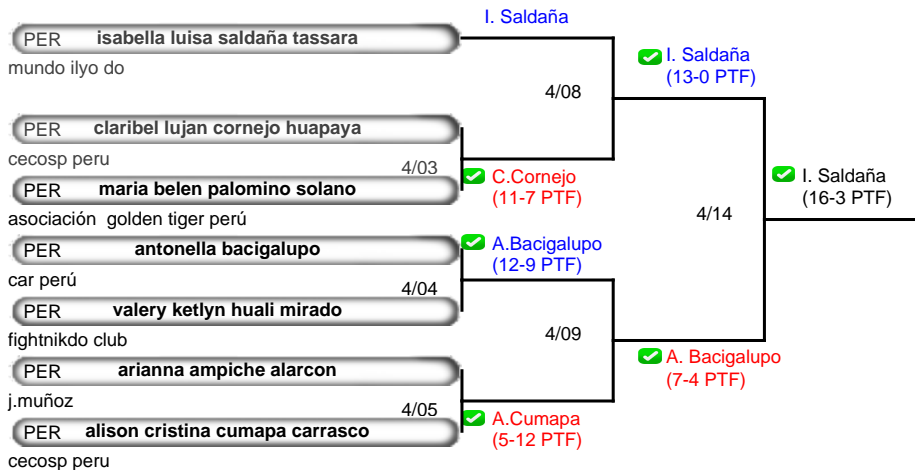 I. Saldaña
PER isabella luisa saldaña tassara
mundo ilyo do
I. Saldaña
(13-0 PTF)
4/08
PER claribel lujan cornejo huapaya
cecosp peru
4/03
C.Cornejo
(11-7 PTF)
PER maria belen palomino solano
asociación golden tiger perú
I. Saldaña
(16-3 PTF)
4/14
PER antonella bacigalupo
car perú
A.Bacigalupo
(12-9 PTF)
4/04
PER valery ketlyn huali mirado
fightnikdo club
4/09
A. Bacigalupo
(7-4 PTF)
PER arianna ampiche alarcon
j.muñoz
4/05
A.Cumapa
(5-12 PTF)
PER alison cristina cumapa carrasco
cecosp peru